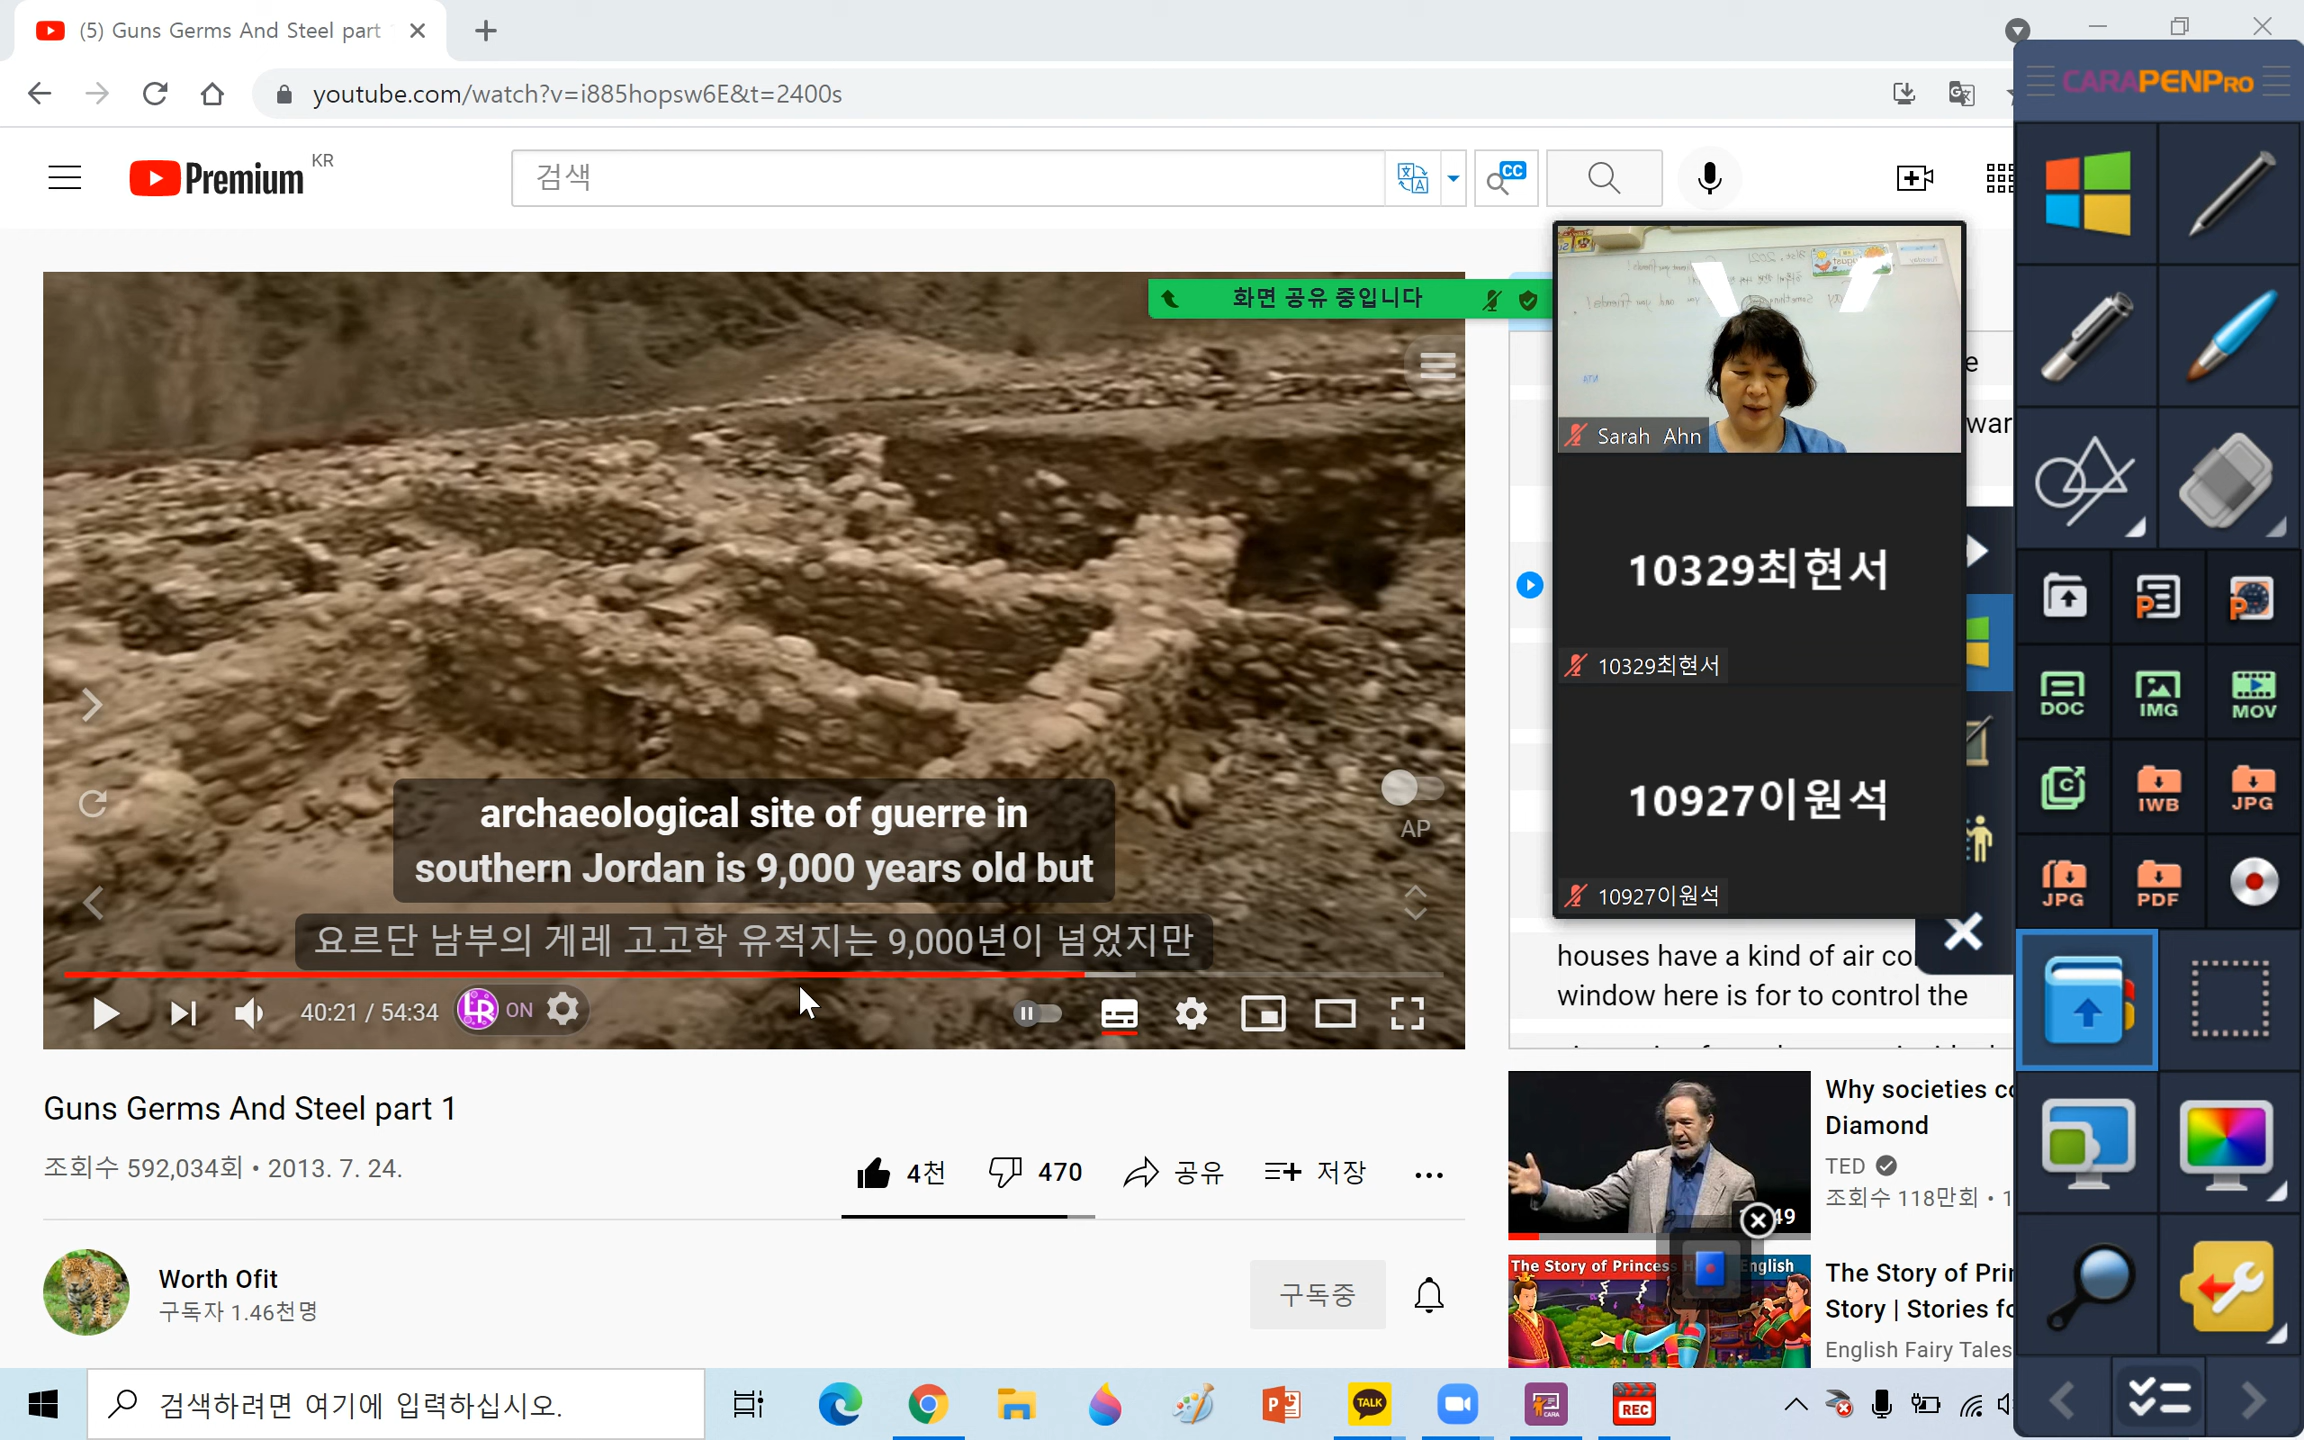 (5) Guns Germs And Steel part
youtube.com/watch?v=i885hopsw6E&t=2400s
CARAPENPRO
Premium KR
검색
CC
화면 공유 중입니다
Sarah Ahn
10329최현서
10329최현서
10927이원석
10927이원석
e
war
archaeological site of guerre in
southern Jordan is 9,000 years old but
요르단 남부의 게레 고고학 유적지는 9,000년이 넘었지만
AP
40:21 / 54:34
LR ON
houses have a kind of air co
window here is for to control the
DOC IMG MOV
IWB JPG
JPG PDF
Guns Germs And Steel part 1
조회수 592,034회 • 2013. 7. 24.
4천 470 공유 저장
Worth Ofit
구독자 1.46천명
구독중
Why societies co
Diamond
TED
조회수 118만회 • 1
49
The Story of Princess H English
The Story of Prin
Story | Stories fo
English Fairy Tales
검색하려면 여기에 입력하십시오.
TALK
CARA
REC